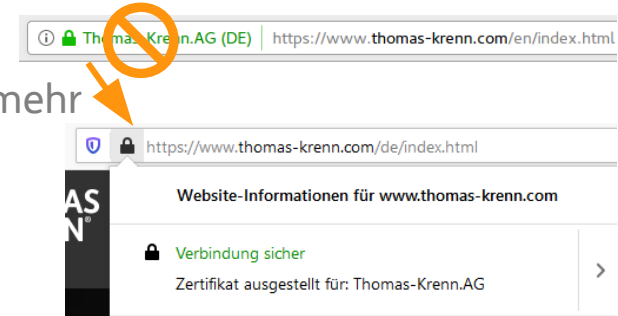 Thomas-Krenn.AG (DE) https://www.thomas-krenn.com/en/index.html
mehr
https://www.thomas-krenn.com/de/index.html
AS
N®
Website-Informationen für www.thomas-krenn.com
Verbindung sicher
Zertifikat ausgestellt für: Thomas-Krenn.AG